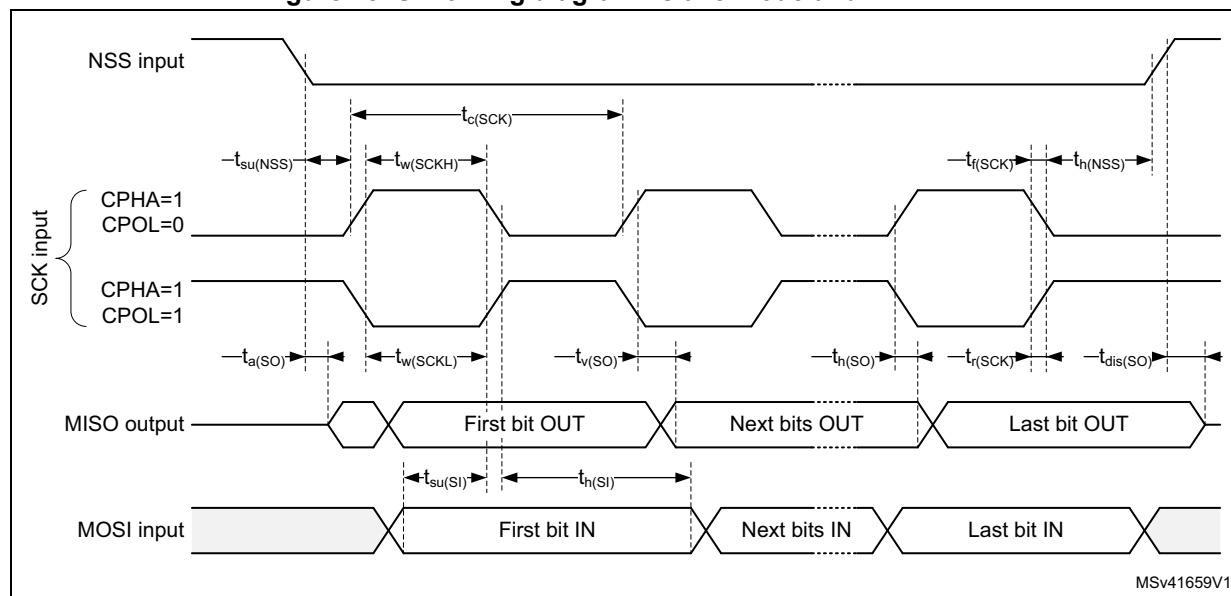 NSS input
tc(SCK)
tsu(NSS) tw(SCKH) tf(SCK) th(NSS)
SCK input
CPHA=1
CPOL=0
CPHA=1
CPOL=1
ta(SO) tw(SCKL) tv(SO) th(SO) tr(SCK) tdis(SO)
MISO output First bit OUT Next bits OUT Last bit OUT
tsu(SI) th(SI)
MOSI input First bit IN Next bits IN Last bit IN
MSv41659V1